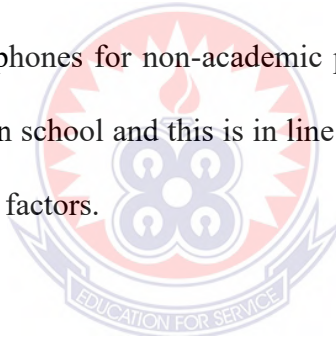 phones for non-academic
n school and this is in line
factors.
EDUCATION FOR SERVICE